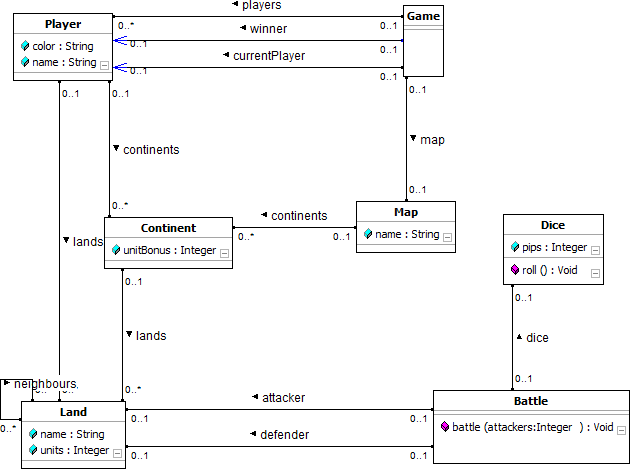 players
Player
Game
0..*
0..1
color : String
winner
0..1
0..1
name : String
currentPlayer
0..1
0..1
0..1
0..1
0..1
continents
map
0..*
0..1
Continent
continents
Map
unitBonus : Integer
0..*
0..1
name : String
Dice
pips : Integer
lands
roll () : Void
0..1
0..1
lands
dice
neighbours
0..*
0..1
attacker
Land
0..1
0..1
Battle
0..*
name : String
defender
battle (attackers:Integer ) : Void
units : Integer
0..1
0..1